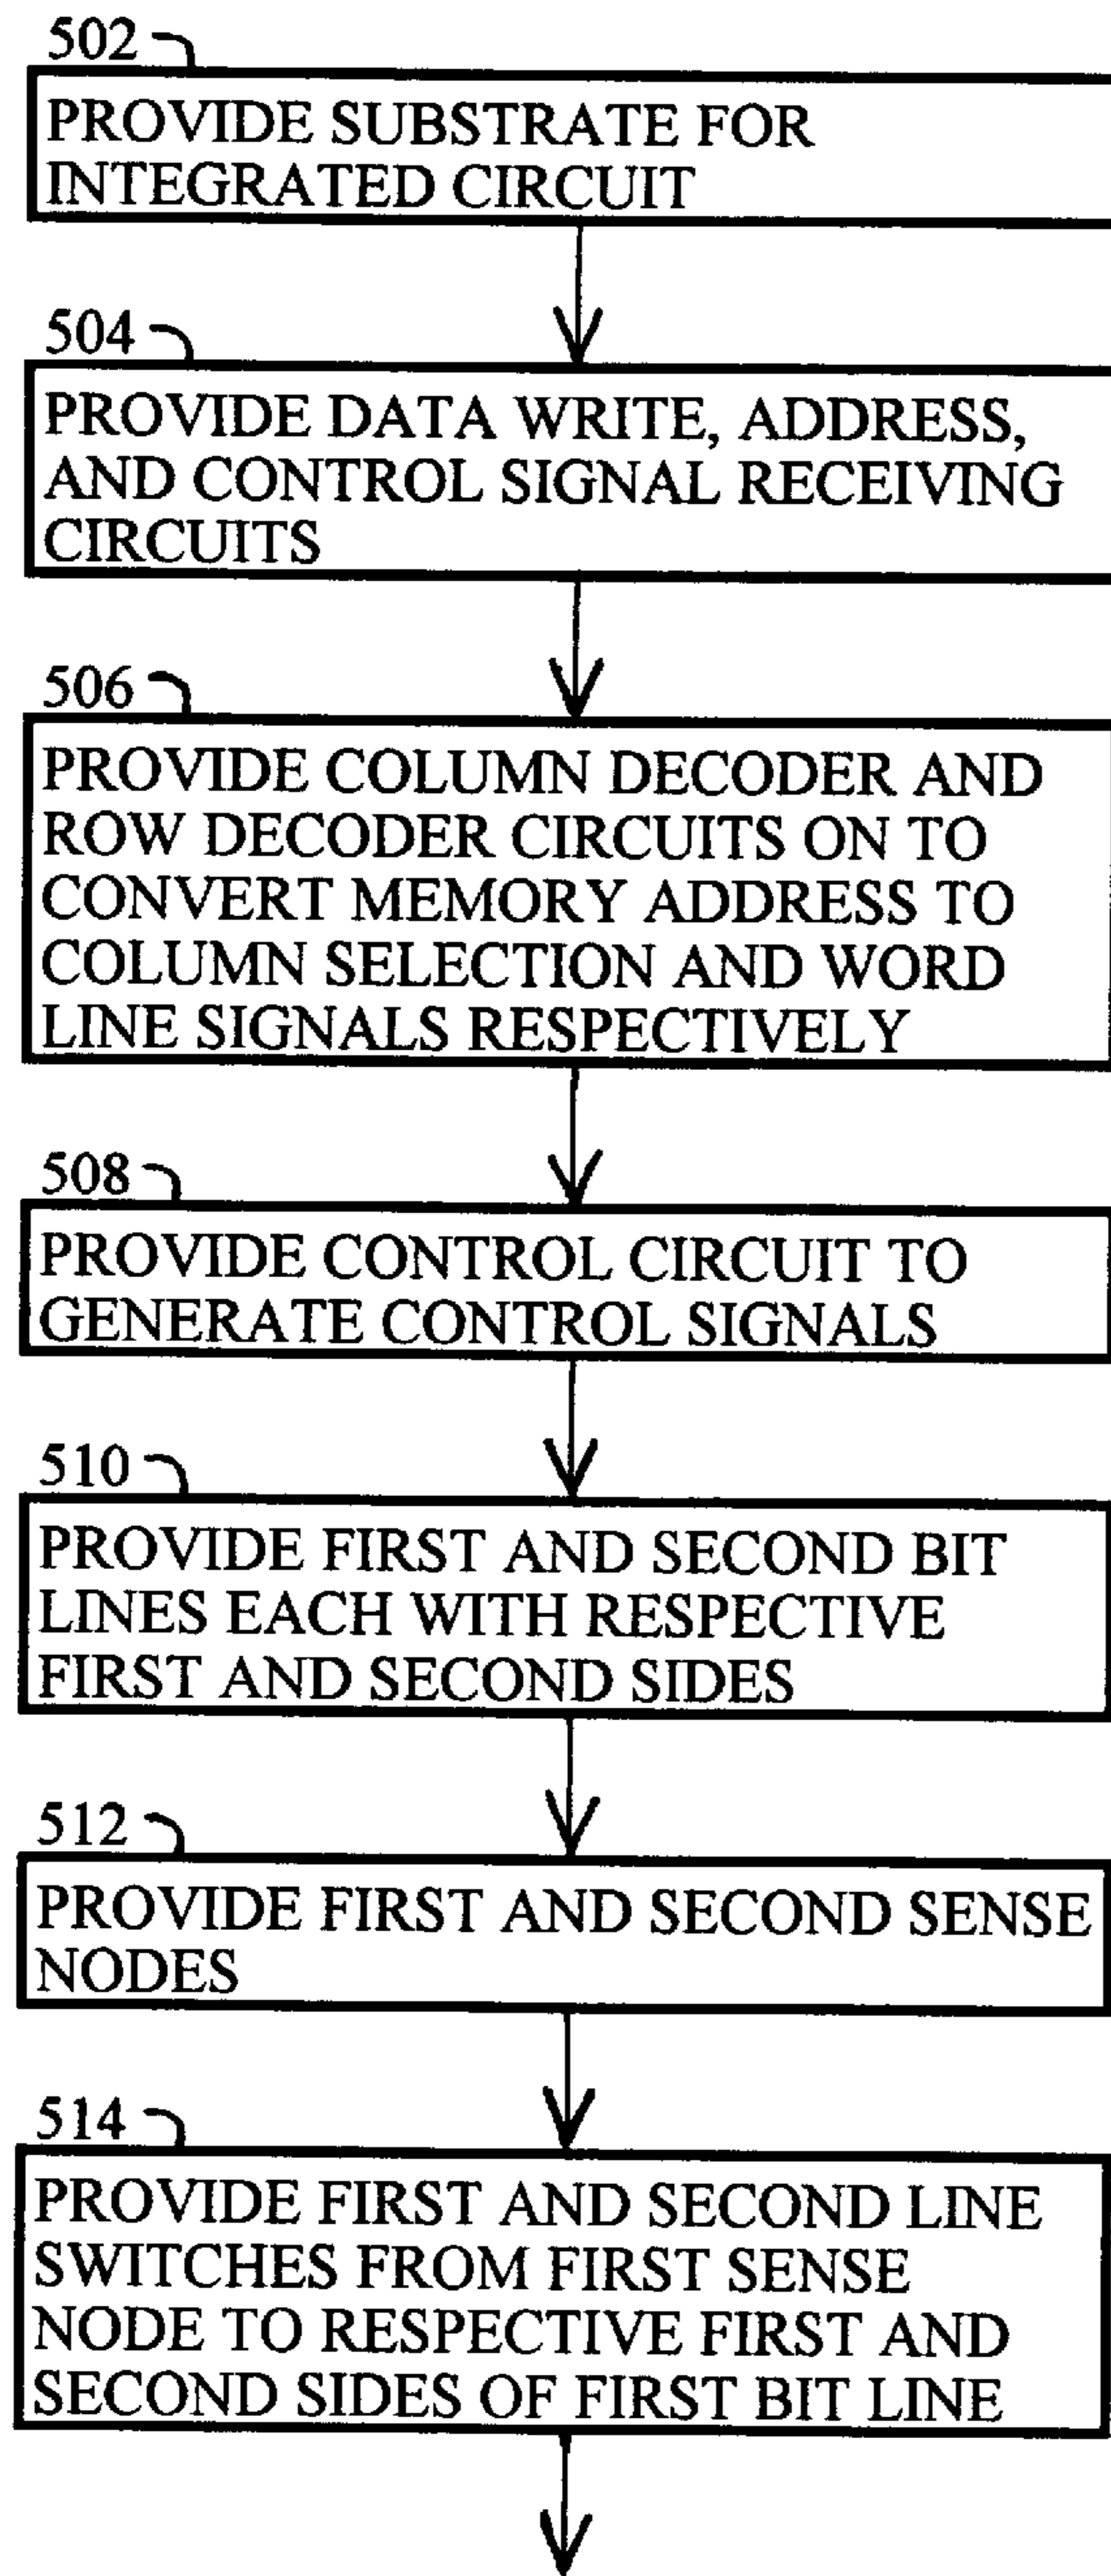 502
PROVIDE SUBSTRATE FOR
INTEGRATED CIRCUIT
504
PROVIDE DATA WRITE, ADDRESS,
AND CONTROL SIGNAL RECEIVING
CIRCUITS
506
PROVIDE COLUMN DECODER AND
ROW DECODER CIRCUITS ON TO
CONVERT MEMORY ADDRESS TO
COLUMN SELECTION AND WORD
LINE SIGNALS RESPECTIVELY
508
PROVIDE CONTROL CIRCUIT TO
GENERATE CONTROL SIGNALS
510
PROVIDE FIRST AND SECOND BIT
LINES EACH WITH RESPECTIVE
FIRST AND SECOND SIDES
512
PROVIDE FIRST AND SECOND SENSE
NODES
514
PROVIDE FIRST AND SECOND LINE
SWITCHES FROM FIRST SENSE
NODE TO RESPECTIVE FIRST AND
SECOND SIDES OF FIRST BIT LINE